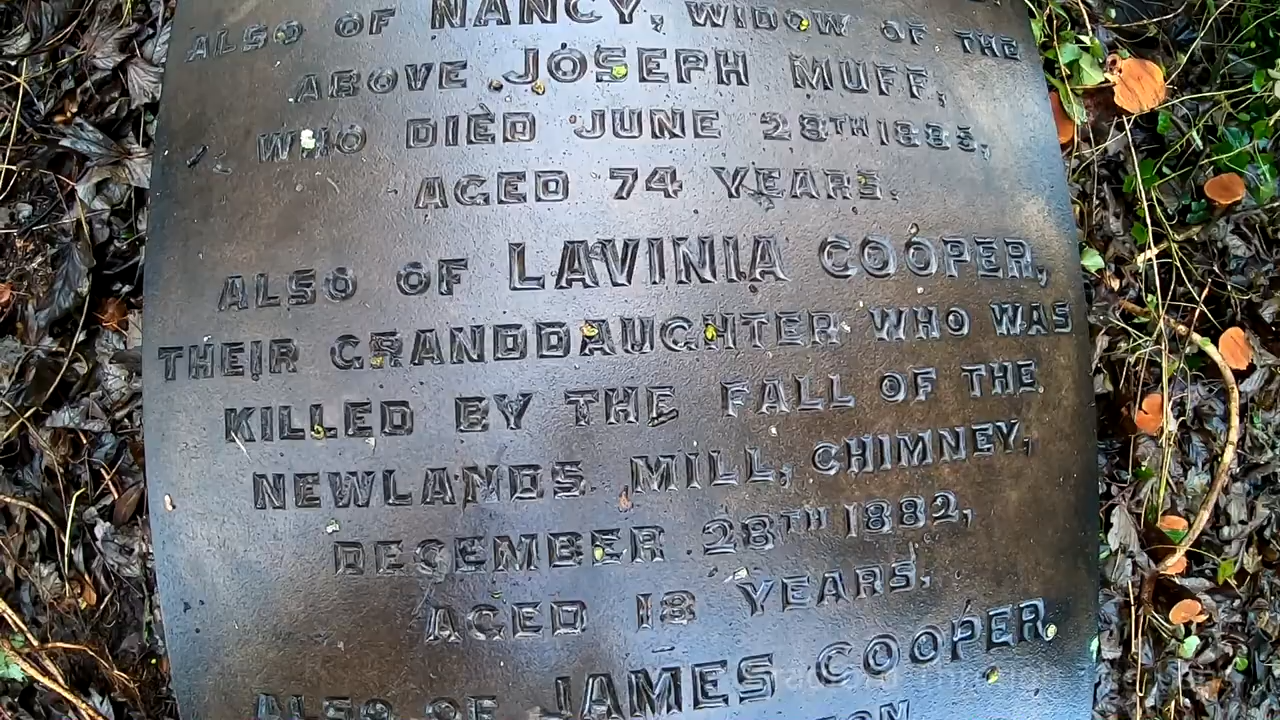 ALSO OF NANCY, WIDOW OF THE
ABOVE JOSEPH MUFF,
WHO DIED JUNE 28TH 1885,
AGED 74 YEARS.
ALSO OF LAVINIA COOPER,
THEIR GRANDDAUGHTER WHO WAS
KILLED BY THE FALL OF THE
NEWLANDS MILL, CHIMNEY,
DECEMBER 28TH 1882,
AGED 18 YEARS.
ALSO OF JAMES COOPER,